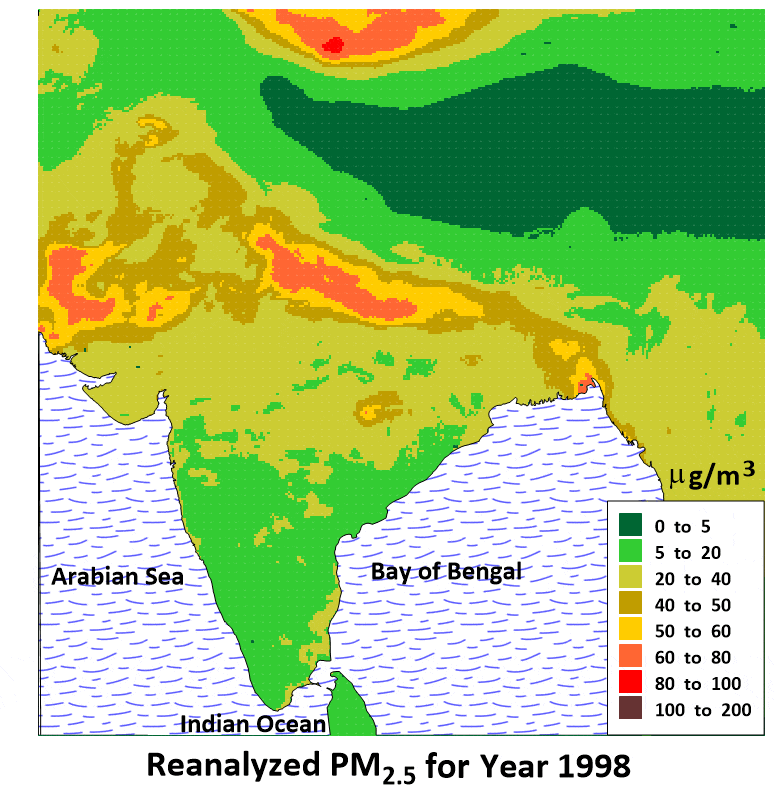 μg/m³
0 to 5
5 to 20
20 to 40
40 to 50
50 to 60
60 to 80
80 to 100
100 to 200
Arabian Sea
Bay of Bengal
Indian Ocean
Reanalyzed PM₂.₅ for Year 1998